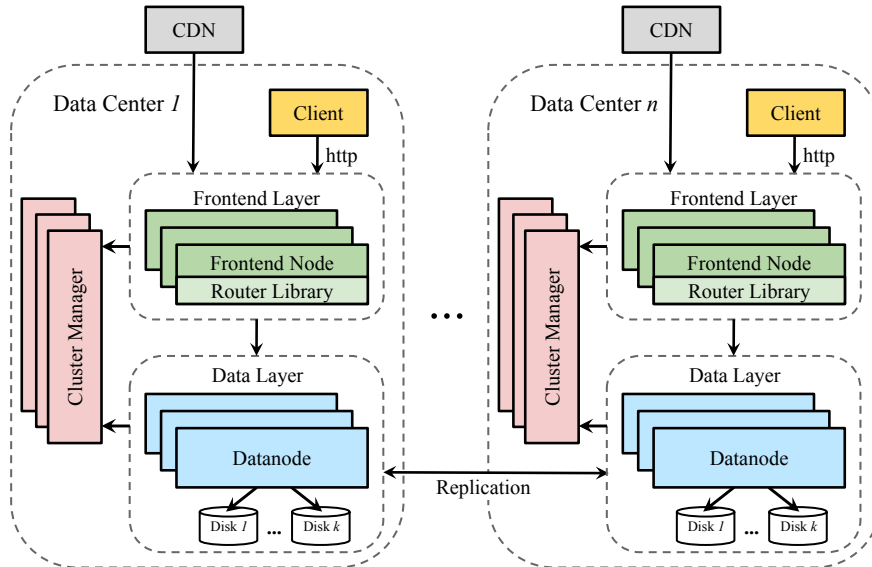 CDN
Data Center 1
Client
http
Frontend Layer
Frontend Node
Router Library
Cluster Manager
Data Layer
Datanode
Disk 1
...
Disk k
...
Replication
CDN
Data Center n
Client
http
Frontend Layer
Frontend Node
Router Library
Cluster Manager
Data Layer
Datanode
Disk 1
...
Disk k